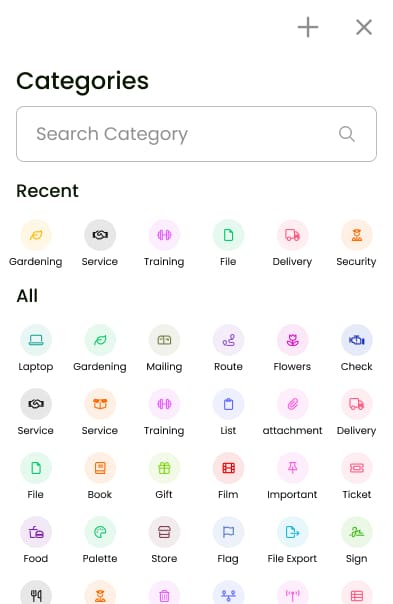 Categories
Search Category
Recent
Gardening Service Training File Delivery Security
All
Laptop Gardening Mailing Route Flowers Check
Service Service Training List attachment Delivery
File Book Gift Film Important Ticket
Food Palette Store Flag File Export Sign